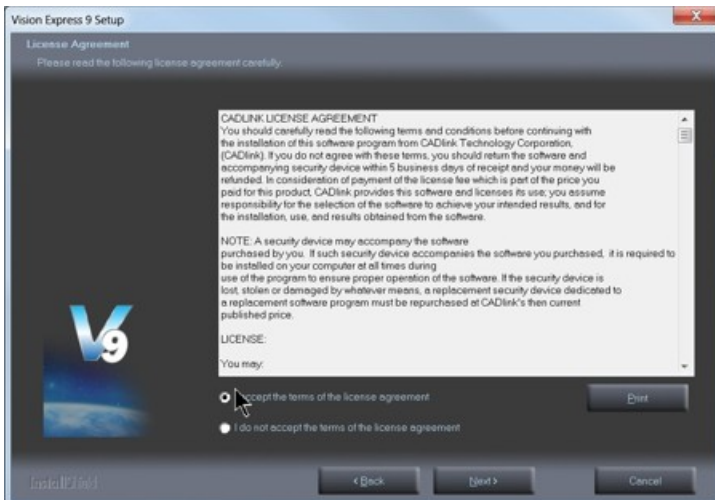 Vision Express 9 Setup
License Agreement
Please read the following license agreement carefully.
CADLINK LICENSE AGREEMENT
You should carefully read the following terms and conditions before continuing with
the installation of this software program from CADlink Technology Corporation,
(CADlink). If you do not agree with these terms, you should return the software and
accompanying security device within 5 business days of receipt and your money will be
refunded. In consideration of payment of the license fee which is part of the price you
paid for this product, CADlink provides this software and licenses its use; you assume
responsibility for the selection of the software to achieve your intended results, and for
the installation, use, and results obtained from the software.
NOTE: A security device may accompany the software
purchased by you. If such security device accompanies the software you purchased, it is required to
be installed on your computer at all times during
use of the program to ensure proper operation of the software. If the security device is
lost, stolen or damaged by whatever means, a replacement security device dedicated to
a replacement software program must be repurchased at CADlink's then current
published price.
LICENSE:
You may:
V9
accept the terms of the license agreement
Print
I do not accept the terms of the license agreement
InstallShield
< Back
Next >
Cancel